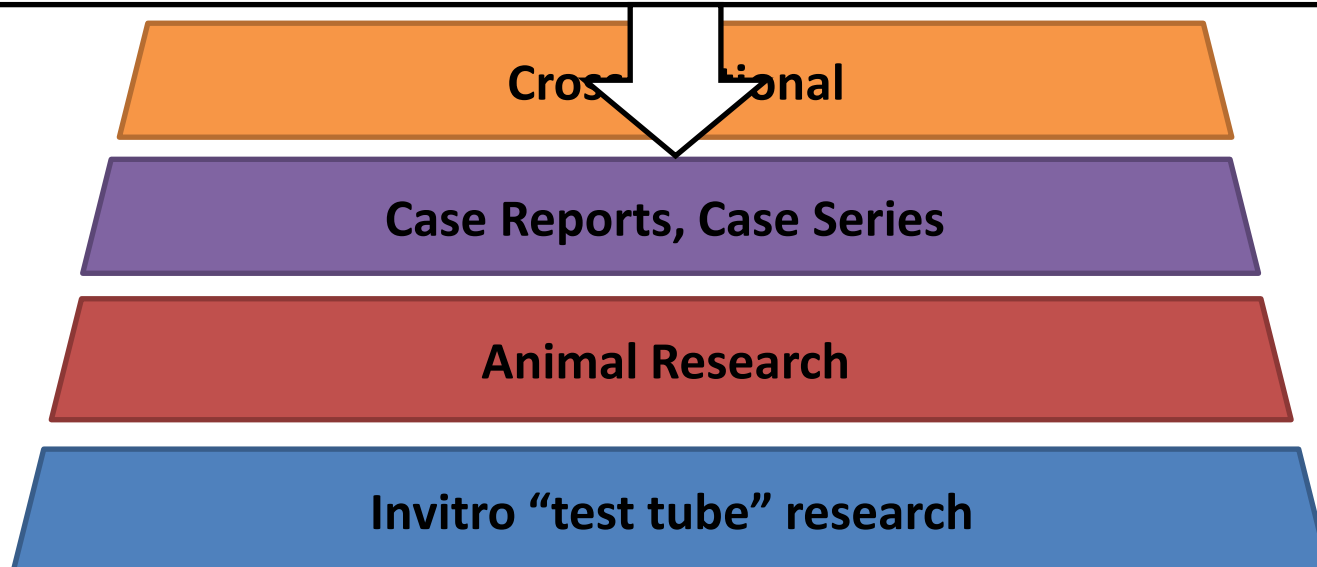 Case Reports, Case Series
Animal Research
Invitro “test tube” research